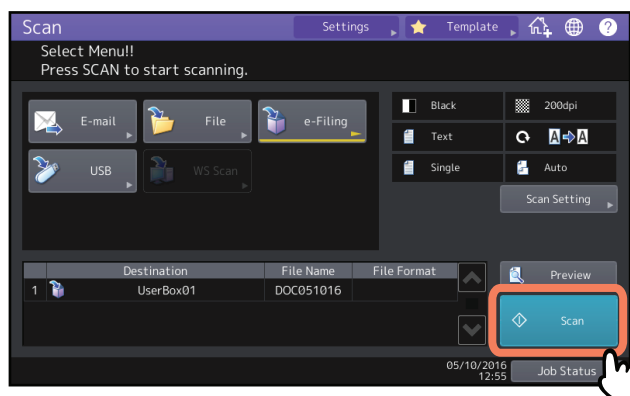 Scan
Settings
Template
?
Select Menu!!
Press SCAN to start scanning.
E-mail
File
e-Filing
USB
WS Scan
Black
200dpi
Text
A A
Single
Auto
Scan Setting
Destination File Name File Format
1 UserBox01 DOC051016
Preview
Scan
05/10/2016
12:55
Job Status